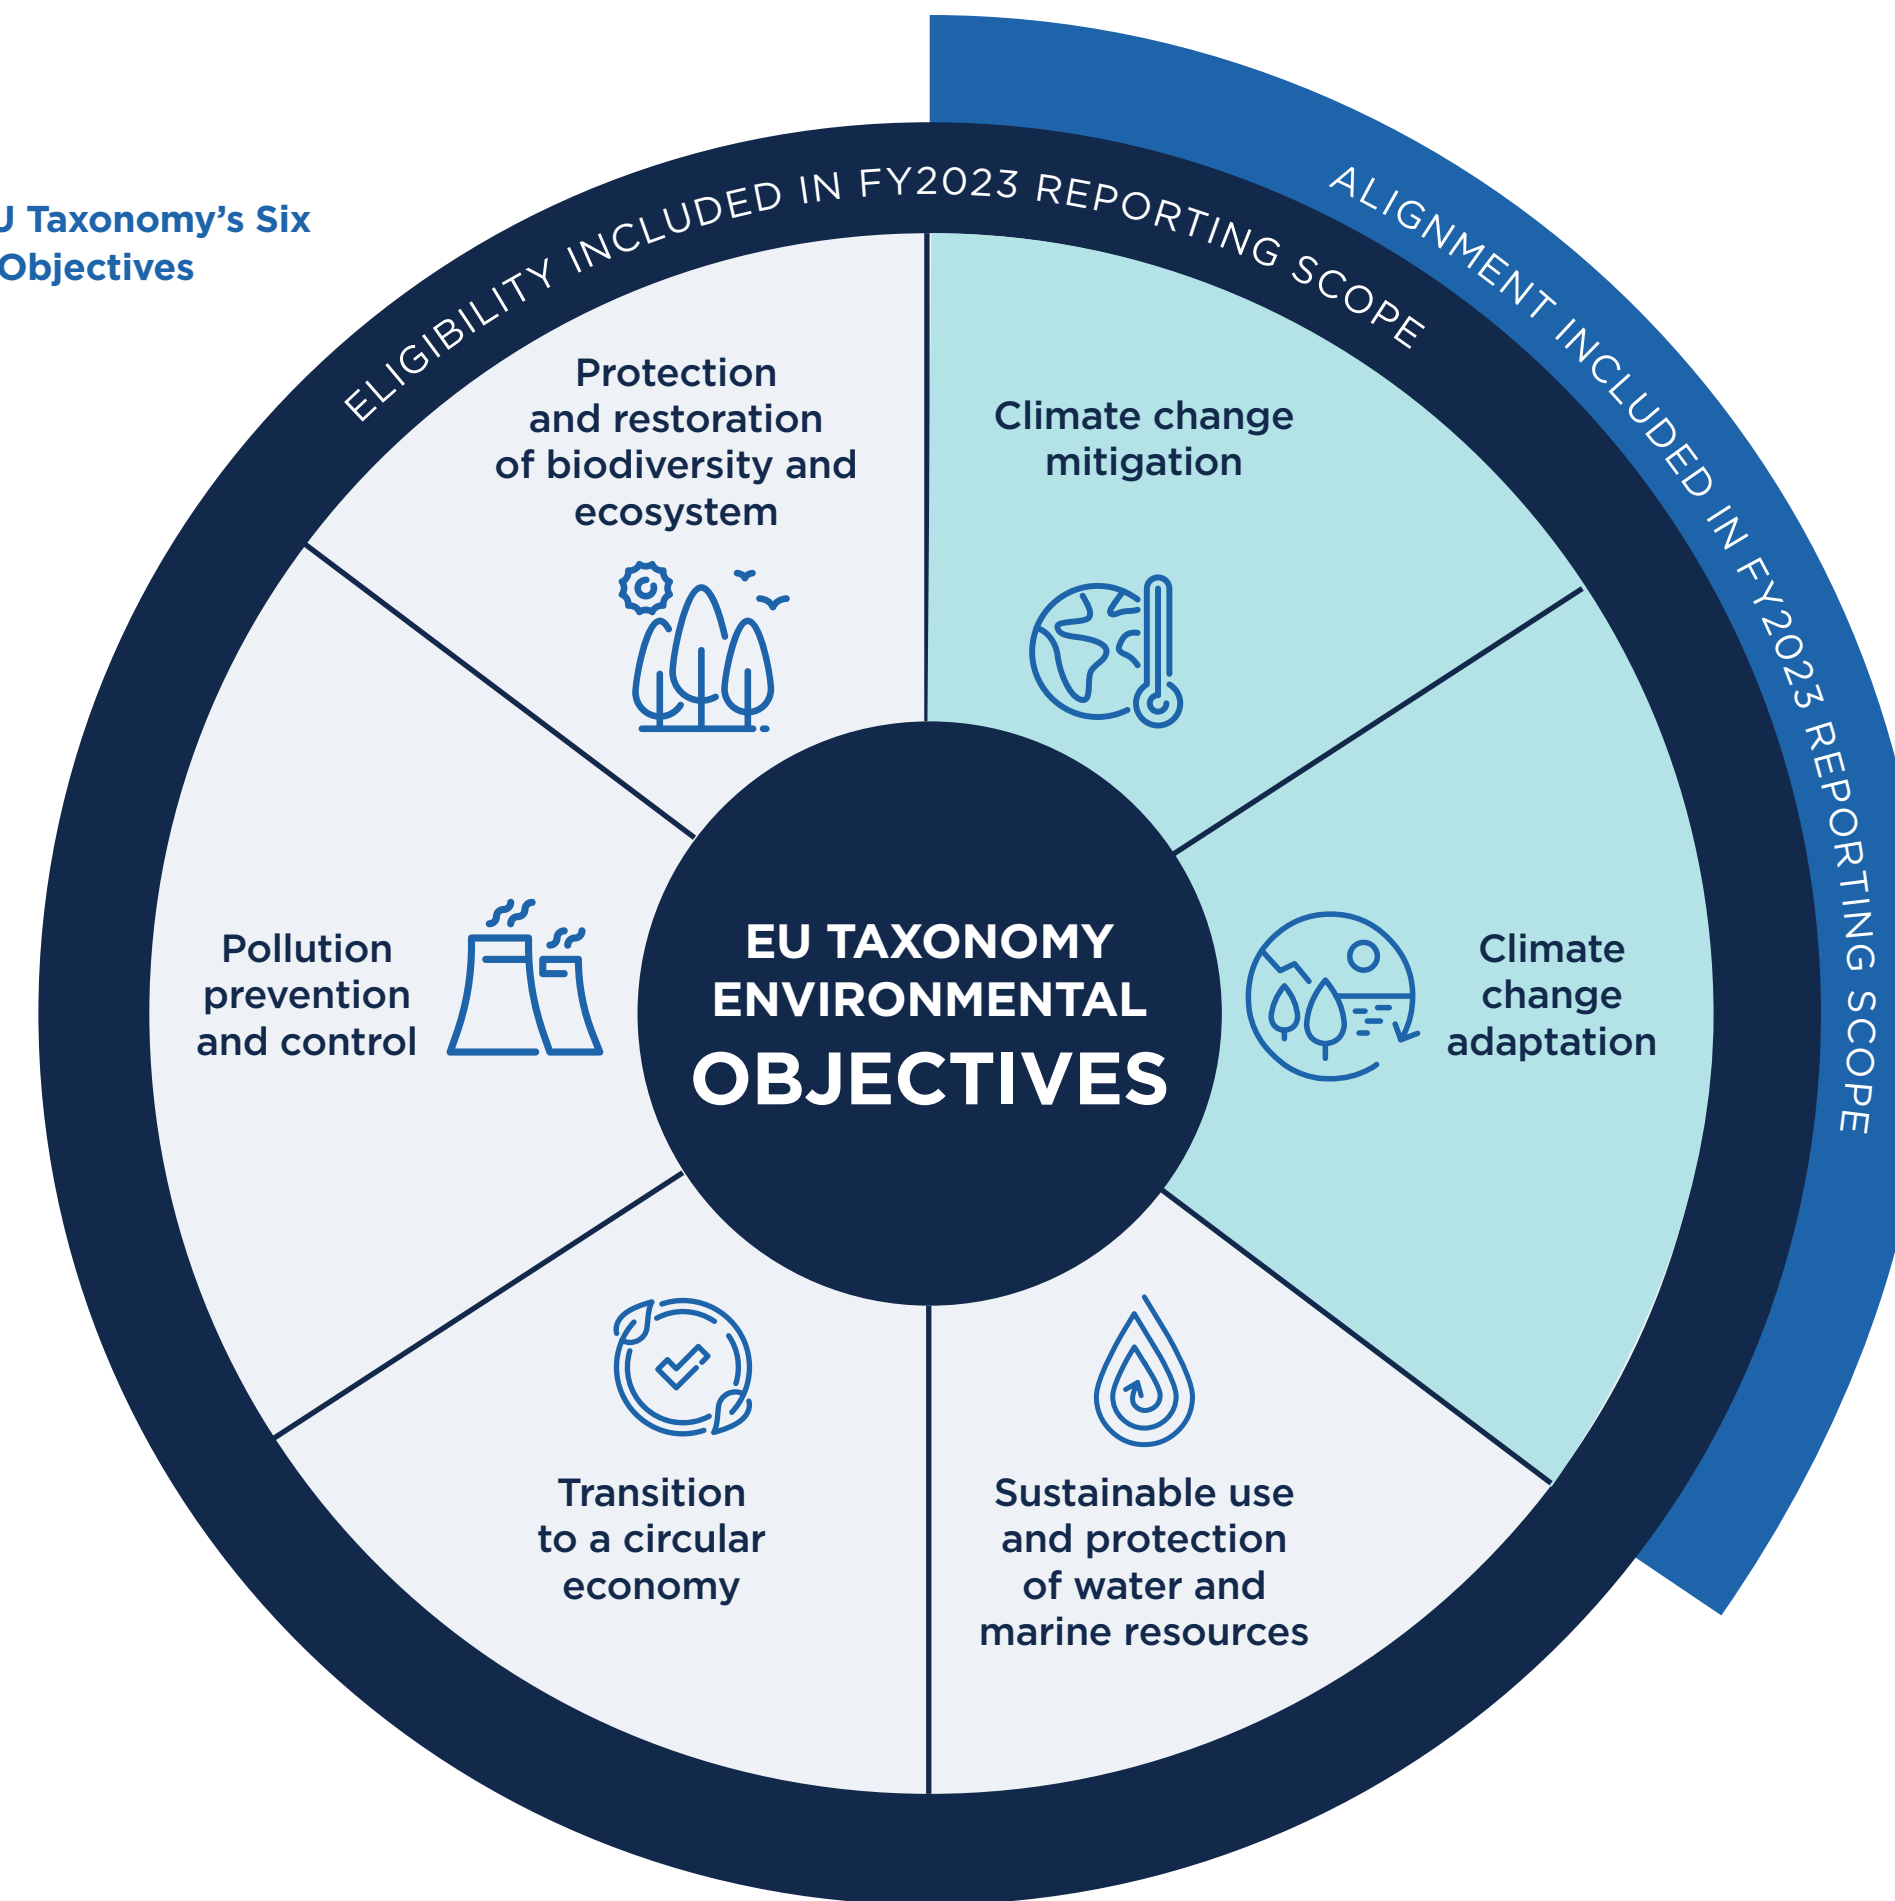 Taxonomy’s Six
Objectives
ALIGNMENT INCLUDED IN FY2023 REPORTING SCOPE
ELIGIBILITY INCLUDED IN FY2023 REPORTING SCOPE
Protection
and restoration
of biodiversity and
ecosystem
Climate change
mitigation
Pollution
prevention
and control
EU TAXONOMY
ENVIRONMENTAL
OBJECTIVES
Climate
change
adaptation
Transition
to a circular
economy
Sustainable use
and protection
of water and
marine resources